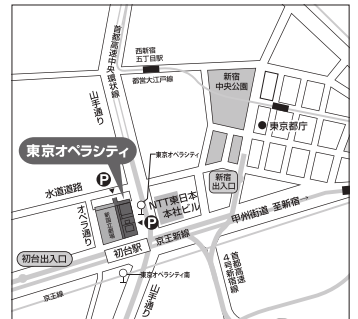 首都高速中央環状線
西新宿
五丁目駅
都営大江戸線
新宿
中央公園
山手通り
東京都庁
東京オペラシティ
東京オペラシティ
P
水道道路
新宿
出入口
NTT東日本
本社ビル
オペラ通り
新国立劇場
P
甲州街道 至新宿→
京王新線
初台駅
初台出入口
東京オペラシティ南
首都高速
4号新宿線
京王線
山手通り